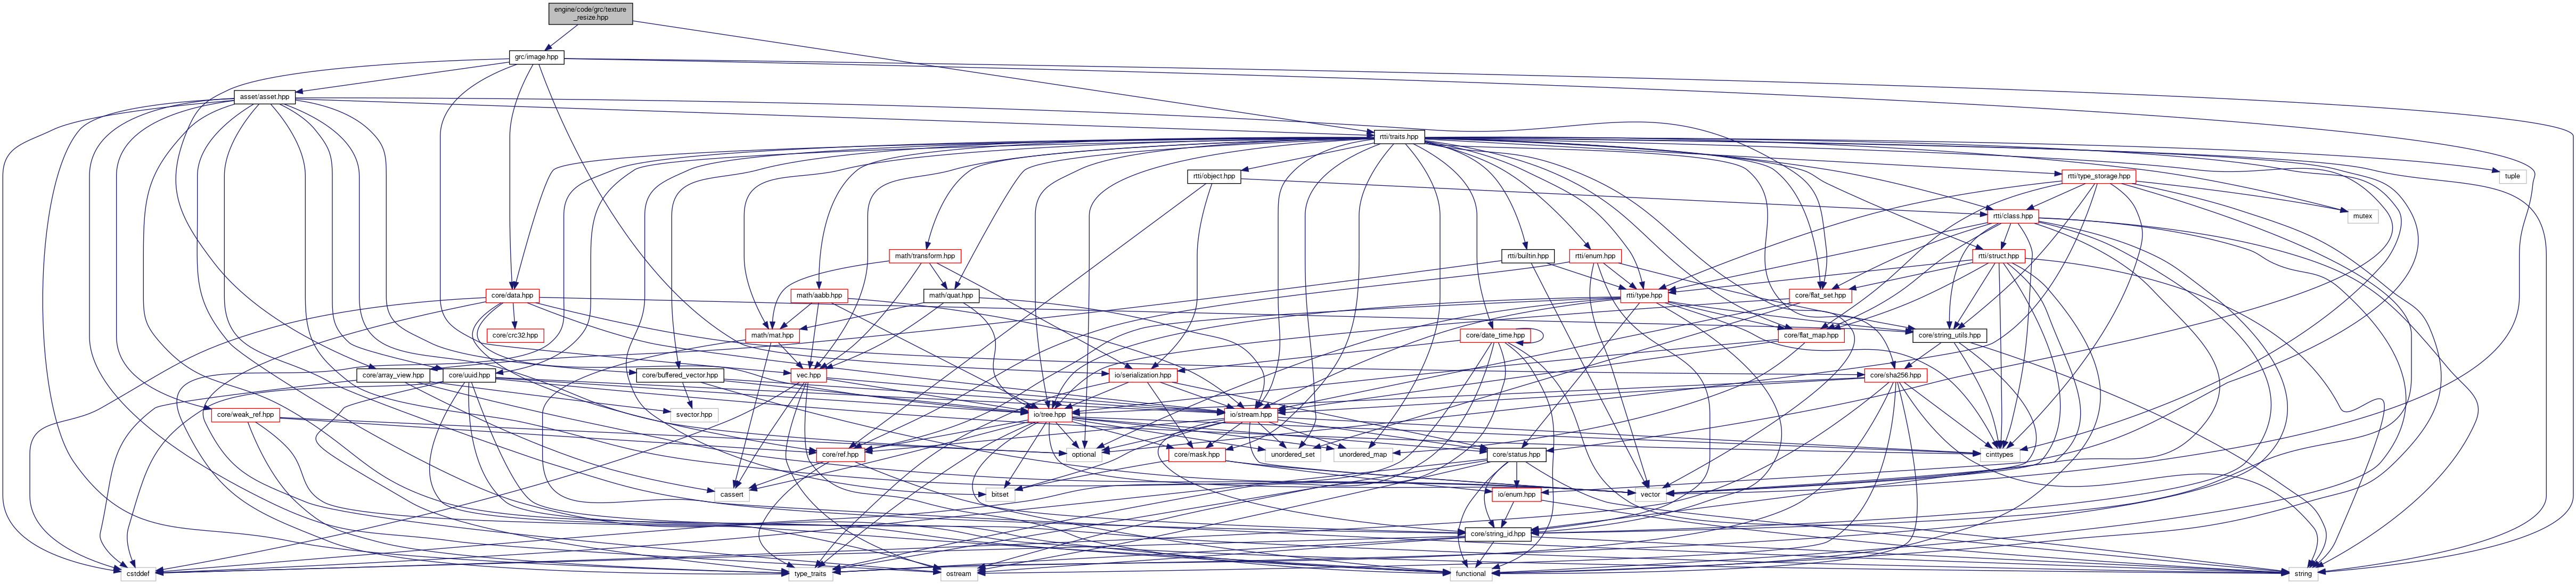 engine/code/grc/texture
_resize.hpp
grc/image.hpp
asset/asset.hpp
rtti/traits.hpp
rtti/object.hpp
rtti/type_storage.hpp
tuple
rtti/class.hpp
mutex
math/transform.hpp
rtti/builtin.hpp
rtti/enum.hpp
rtti/struct.hpp
core/data.hpp
math/aabb.hpp
math/quat.hpp
rtti/type.hpp
core/flat_set.hpp
core/crc32.hpp
math/mat.hpp
core/date_time.hpp
core/flat_map.hpp
core/string_utils.hpp
core/array_view.hpp
core/uuid.hpp
core/buffered_vector.hpp
vec.hpp
io/serialization.hpp
core/sha256.hpp
core/weak_ref.hpp
svector.hpp
io/tree.hpp
io/stream.hpp
core/ref.hpp
optional
core/mask.hpp
unordered_set
unordered_map
core/status.hpp
cinttypes
cassert
bitset
io/enum.hpp
vector
core/string_id.hpp
cstddef
type_traits
ostream
functional
string